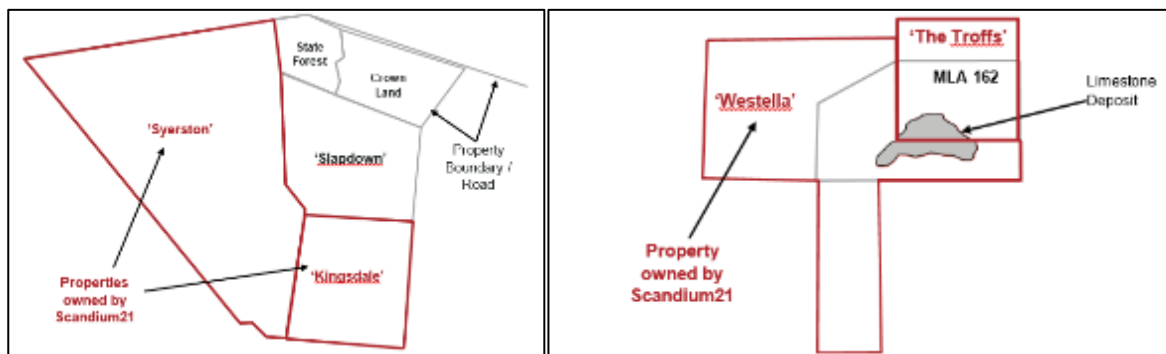 State
Forest
Crown
Land
'Syerston'
'Slapdown'
Property
Boundary /
Road
Properties
owned by
Scandium21
'Kingsdale'
'The Troffs'
MLA 162
Limestone
Deposit
'Westella'
Property
owned by
Scandium21